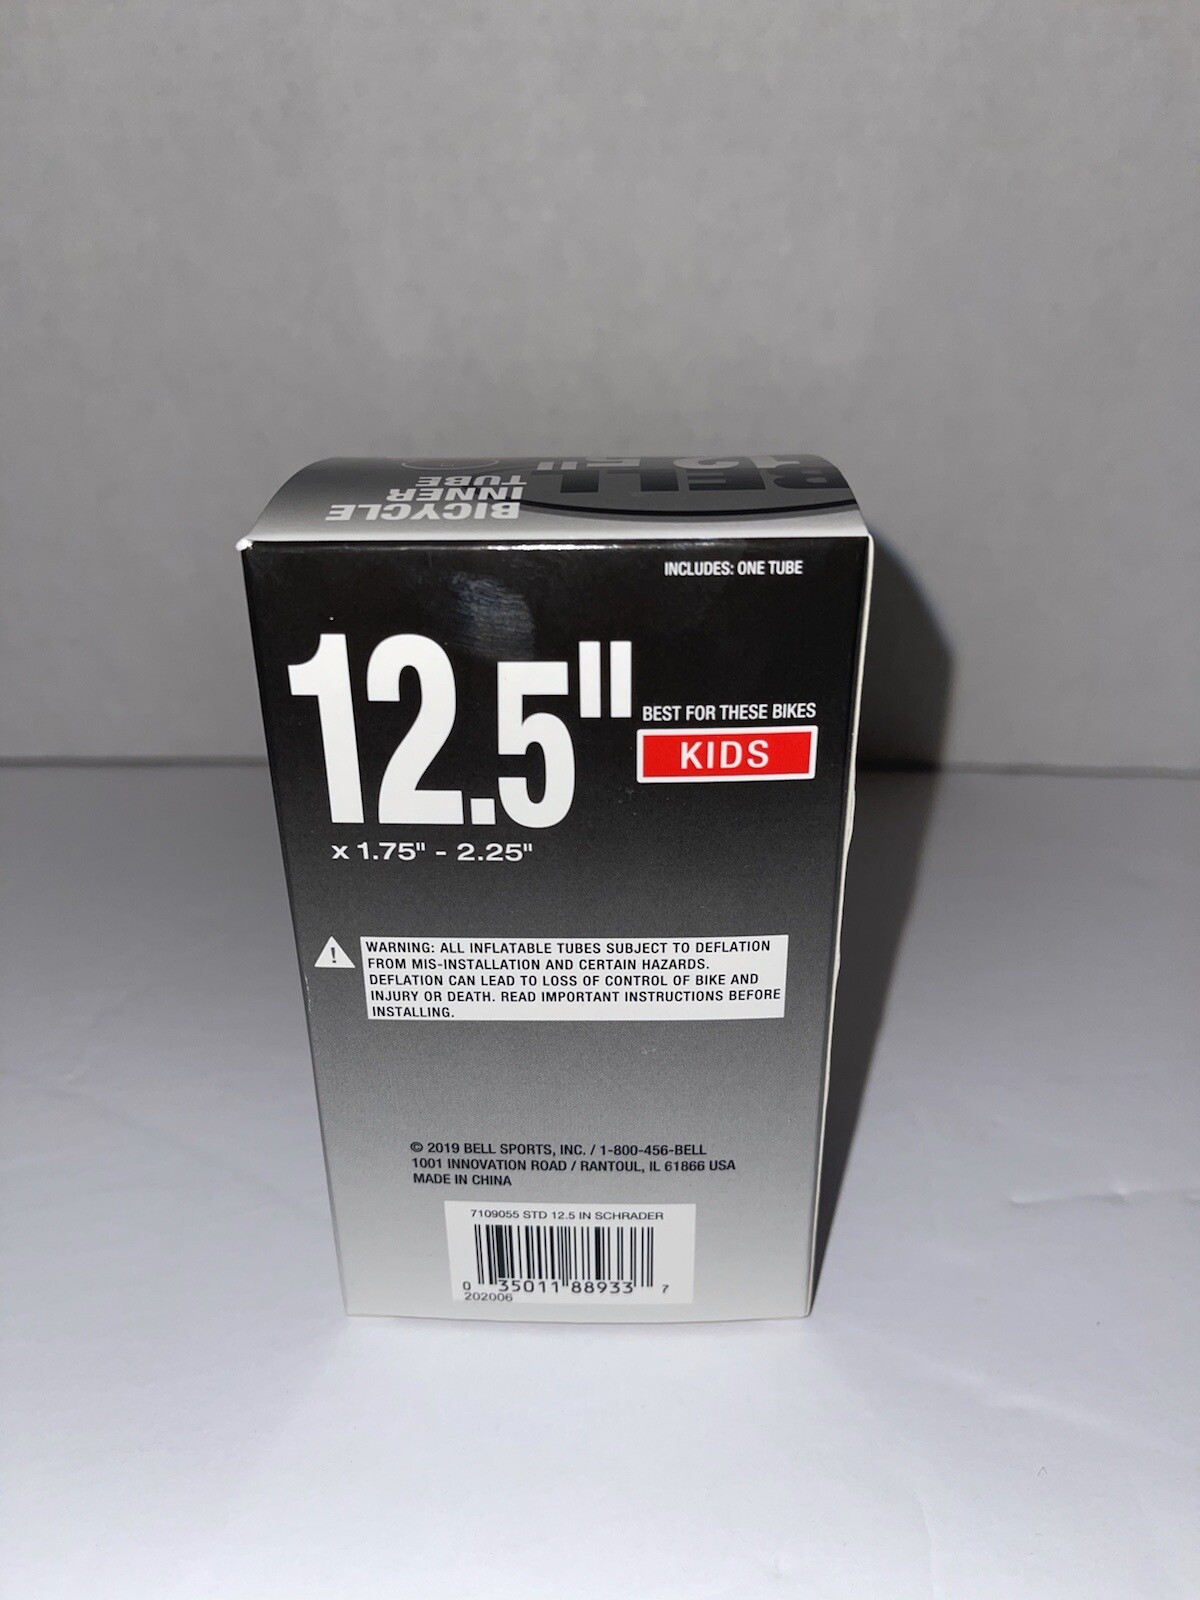 BELL
12.5"
BICYCLE
INNER
TUBE
INCLUDES: ONE TUBE
12.5"
BEST FOR THESE BIKES
KIDS
x 1.75" - 2.25"
WARNING: ALL INFLATABLE TUBES SUBJECT TO DEFLATION
FROM MIS-INSTALLATION AND CERTAIN HAZARDS.
DEFLATION CAN LEAD TO LOSS OF CONTROL OF BIKE AND
INJURY OR DEATH. READ IMPORTANT INSTRUCTIONS BEFORE
INSTALLING.
© 2019 BELL SPORTS, INC. / 1-800-456-BELL
1001 INNOVATION ROAD / RANTOUL, IL 61866 USA
MADE IN CHINA
7109055 STD 12.5 IN SCHRADER
0 35011 88933 7
202006